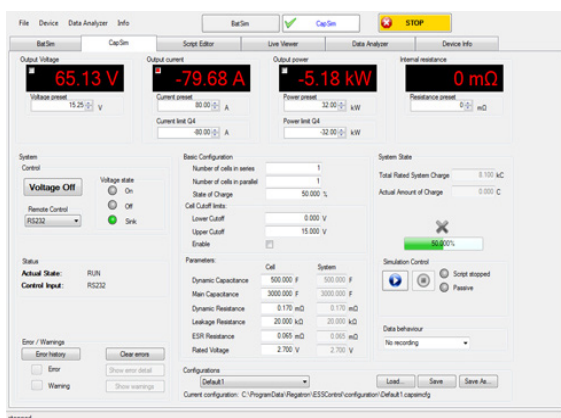 File Device Data Analyzer Info
BatSim CapSim STOP
BatSim CapSim Script Editor Live Viewer Data Analyzer Device Info
Output Voltage Output current Output power Internal resistance
65.13 V -79.68 A -5.18 kW 0 mΩ
Voltage preset Current preset Power preset Resistance preset
15.25 V 80.00 A 32.00 kW 0 mΩ
Current limit Q4 Power limit Q4
-80.00 A -32.00 kW
System Basic Configuration System State
Control Number of cells in series 1
Voltage Off Voltage state Number of cells in parallel 1 Total Rated System Charge 8.100 kC
On State of Charge 50.000 % Actual Amount of Charge 0.000 C
Remote Control Off Cell Cutoff limits:
RS232 Sink Lower Cutoff 0.000 V
Upper Cutoff 15.000 V 50.000%
Enable
Status Parameters: Cell System Simulation Control
Actual State: RUN Dynamic Capacitance 500.000 F 500.000 F Script stopped
Control Input: RS232 Main Capacitance 3000.000 F 3000.000 F Passive
Dynamic Resistance 0.170 mΩ 0.170 mΩ
Leakage Resistance 20.000 kΩ 20.000 kΩ
ESR Resistance 0.065 mΩ 0.065 mΩ Data behaviour
Error / Warnings Rated Voltage 2.700 V 2.700 V No recording
Error history Clear errors
Error Show error detail Configurations
Warning Show warnings Default1 Load... Save Save As...
Current configuration: C:\ProgramData\Regatron\ESSControl\configuration\Default1.capsimcfg